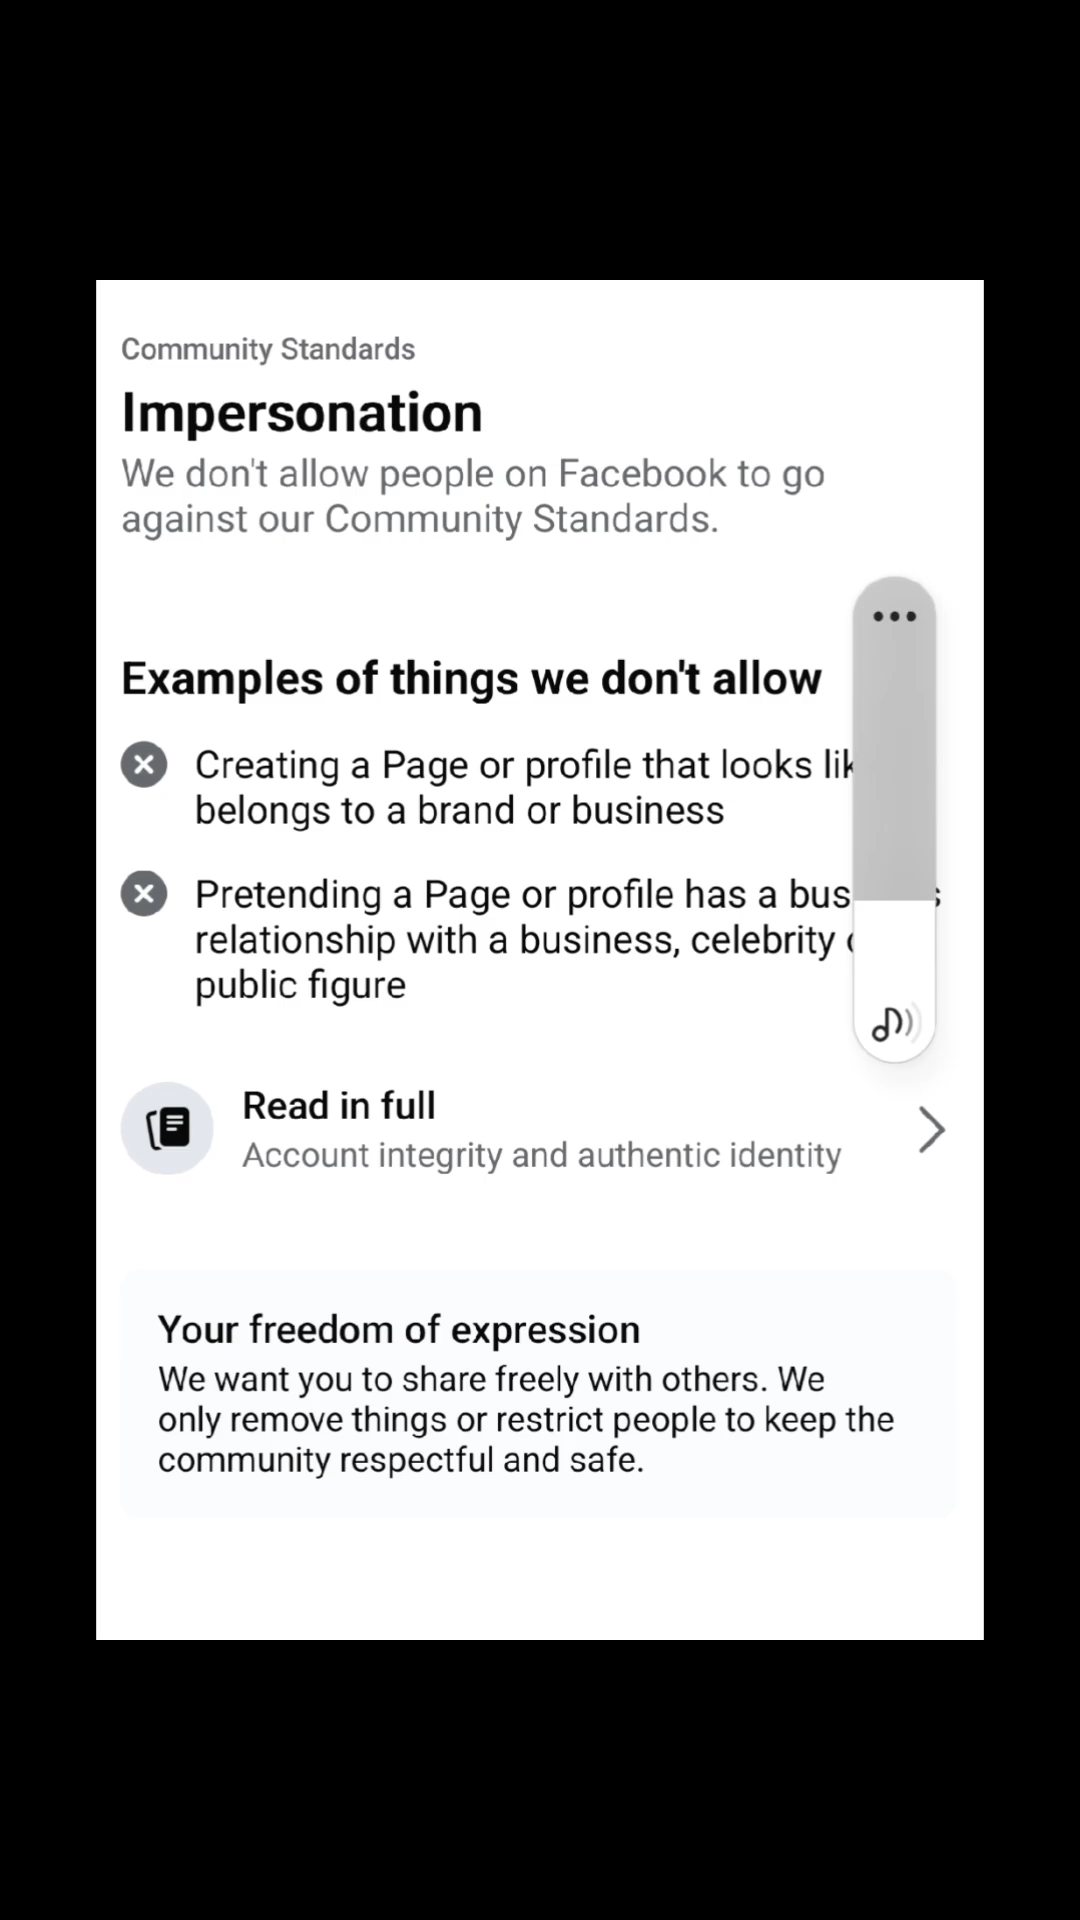 Community Standards
Impersonation
We don't allow people on Facebook to go
against our Community Standards.
Examples of things we don't allow
Creating a Page or profile that looks
belongs to a brand or business
Pretending a Page or profile has a
relationship with a business, celebrity
public figure
Read in full
Account integrity and authentic identity
Your freedom of expression
We want you to share freely with others. We
only remove things or restrict people to keep the
community respectful and safe.